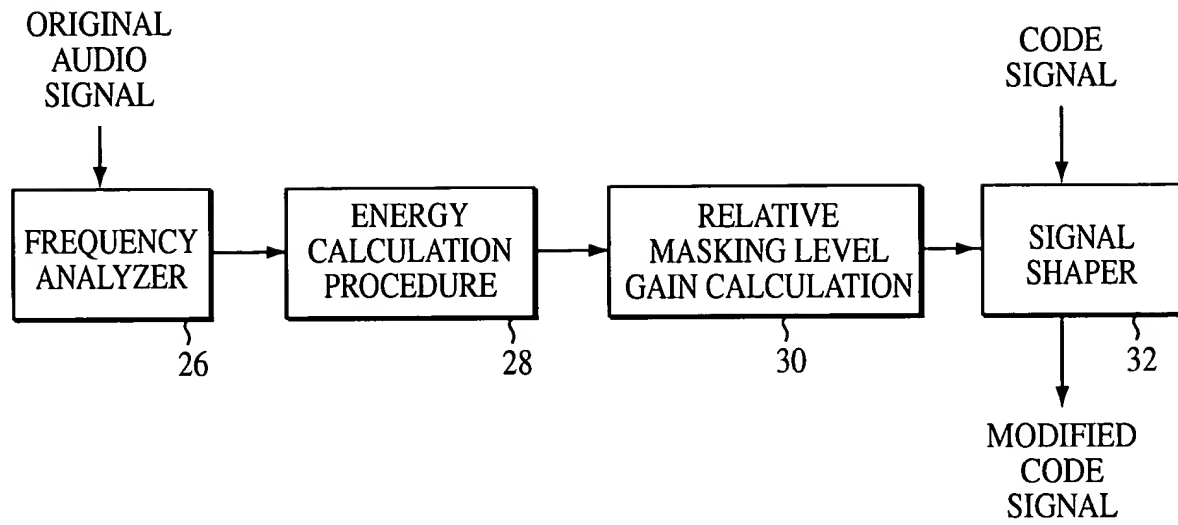 ORIGINAL
AUDIO
SIGNAL
CODE
SIGNAL
FREQUENCY
ANALYZER
ENERGY
CALCULATION
PROCEDURE
RELATIVE
MASKING LEVEL
GAIN CALCULATION
SIGNAL
SHAPER
26
28
30
32
MODIFIED
CODE
SIGNAL